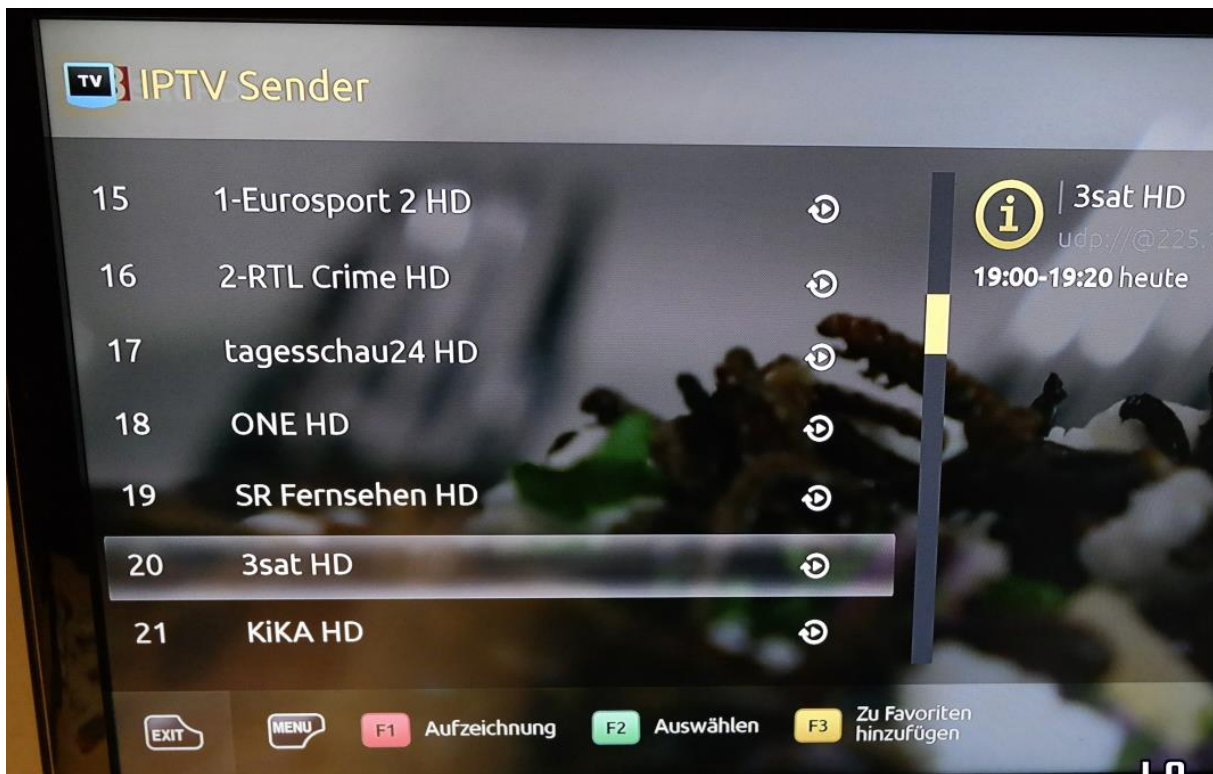 TV IPTV Sender
15 1-Eurosport 2 HD
16 2-RTL Crime HD
17 tagesschau24 HD
18 ONE HD
19 SR Fernsehen HD
20 3sat HD
21 KiKA HD
3sat HD
udp://@225.
19:00-19:20 heute
EXIT MENU F1 Aufzeichnung F2 Auswählen F3 Zu Favoriten
hinzufügen